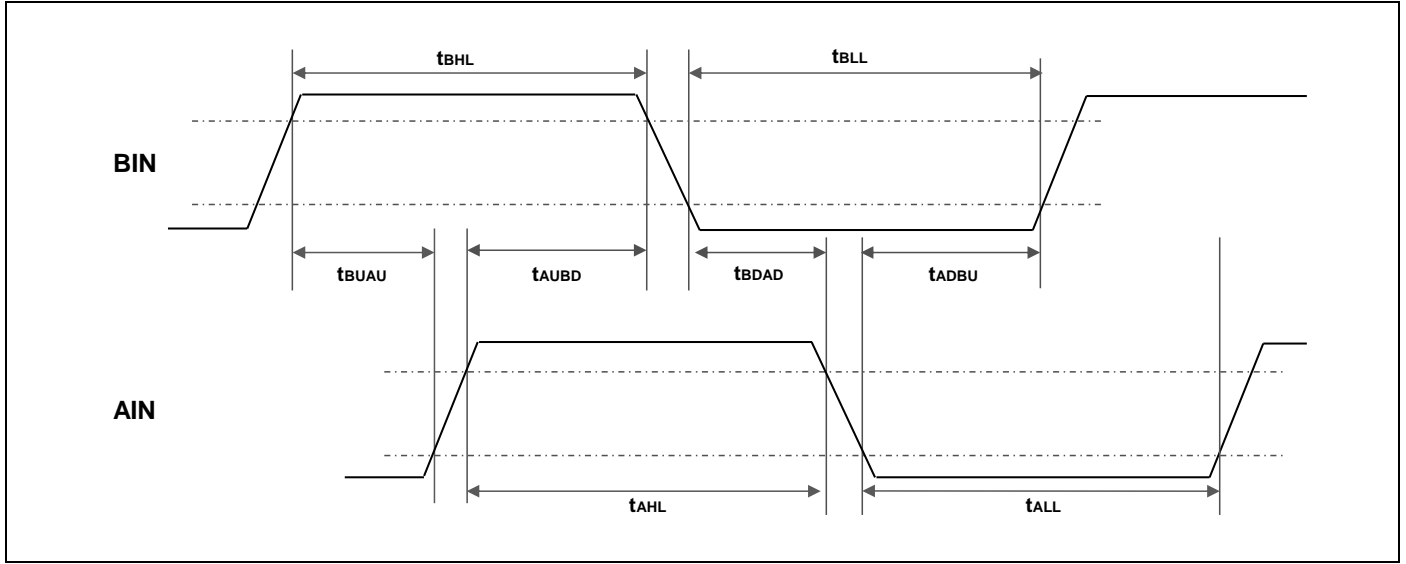 tBHL
tBLL
BIN
tBUAU
tAUBD
tBDAD
tADBU
AIN
tAHL
tALL